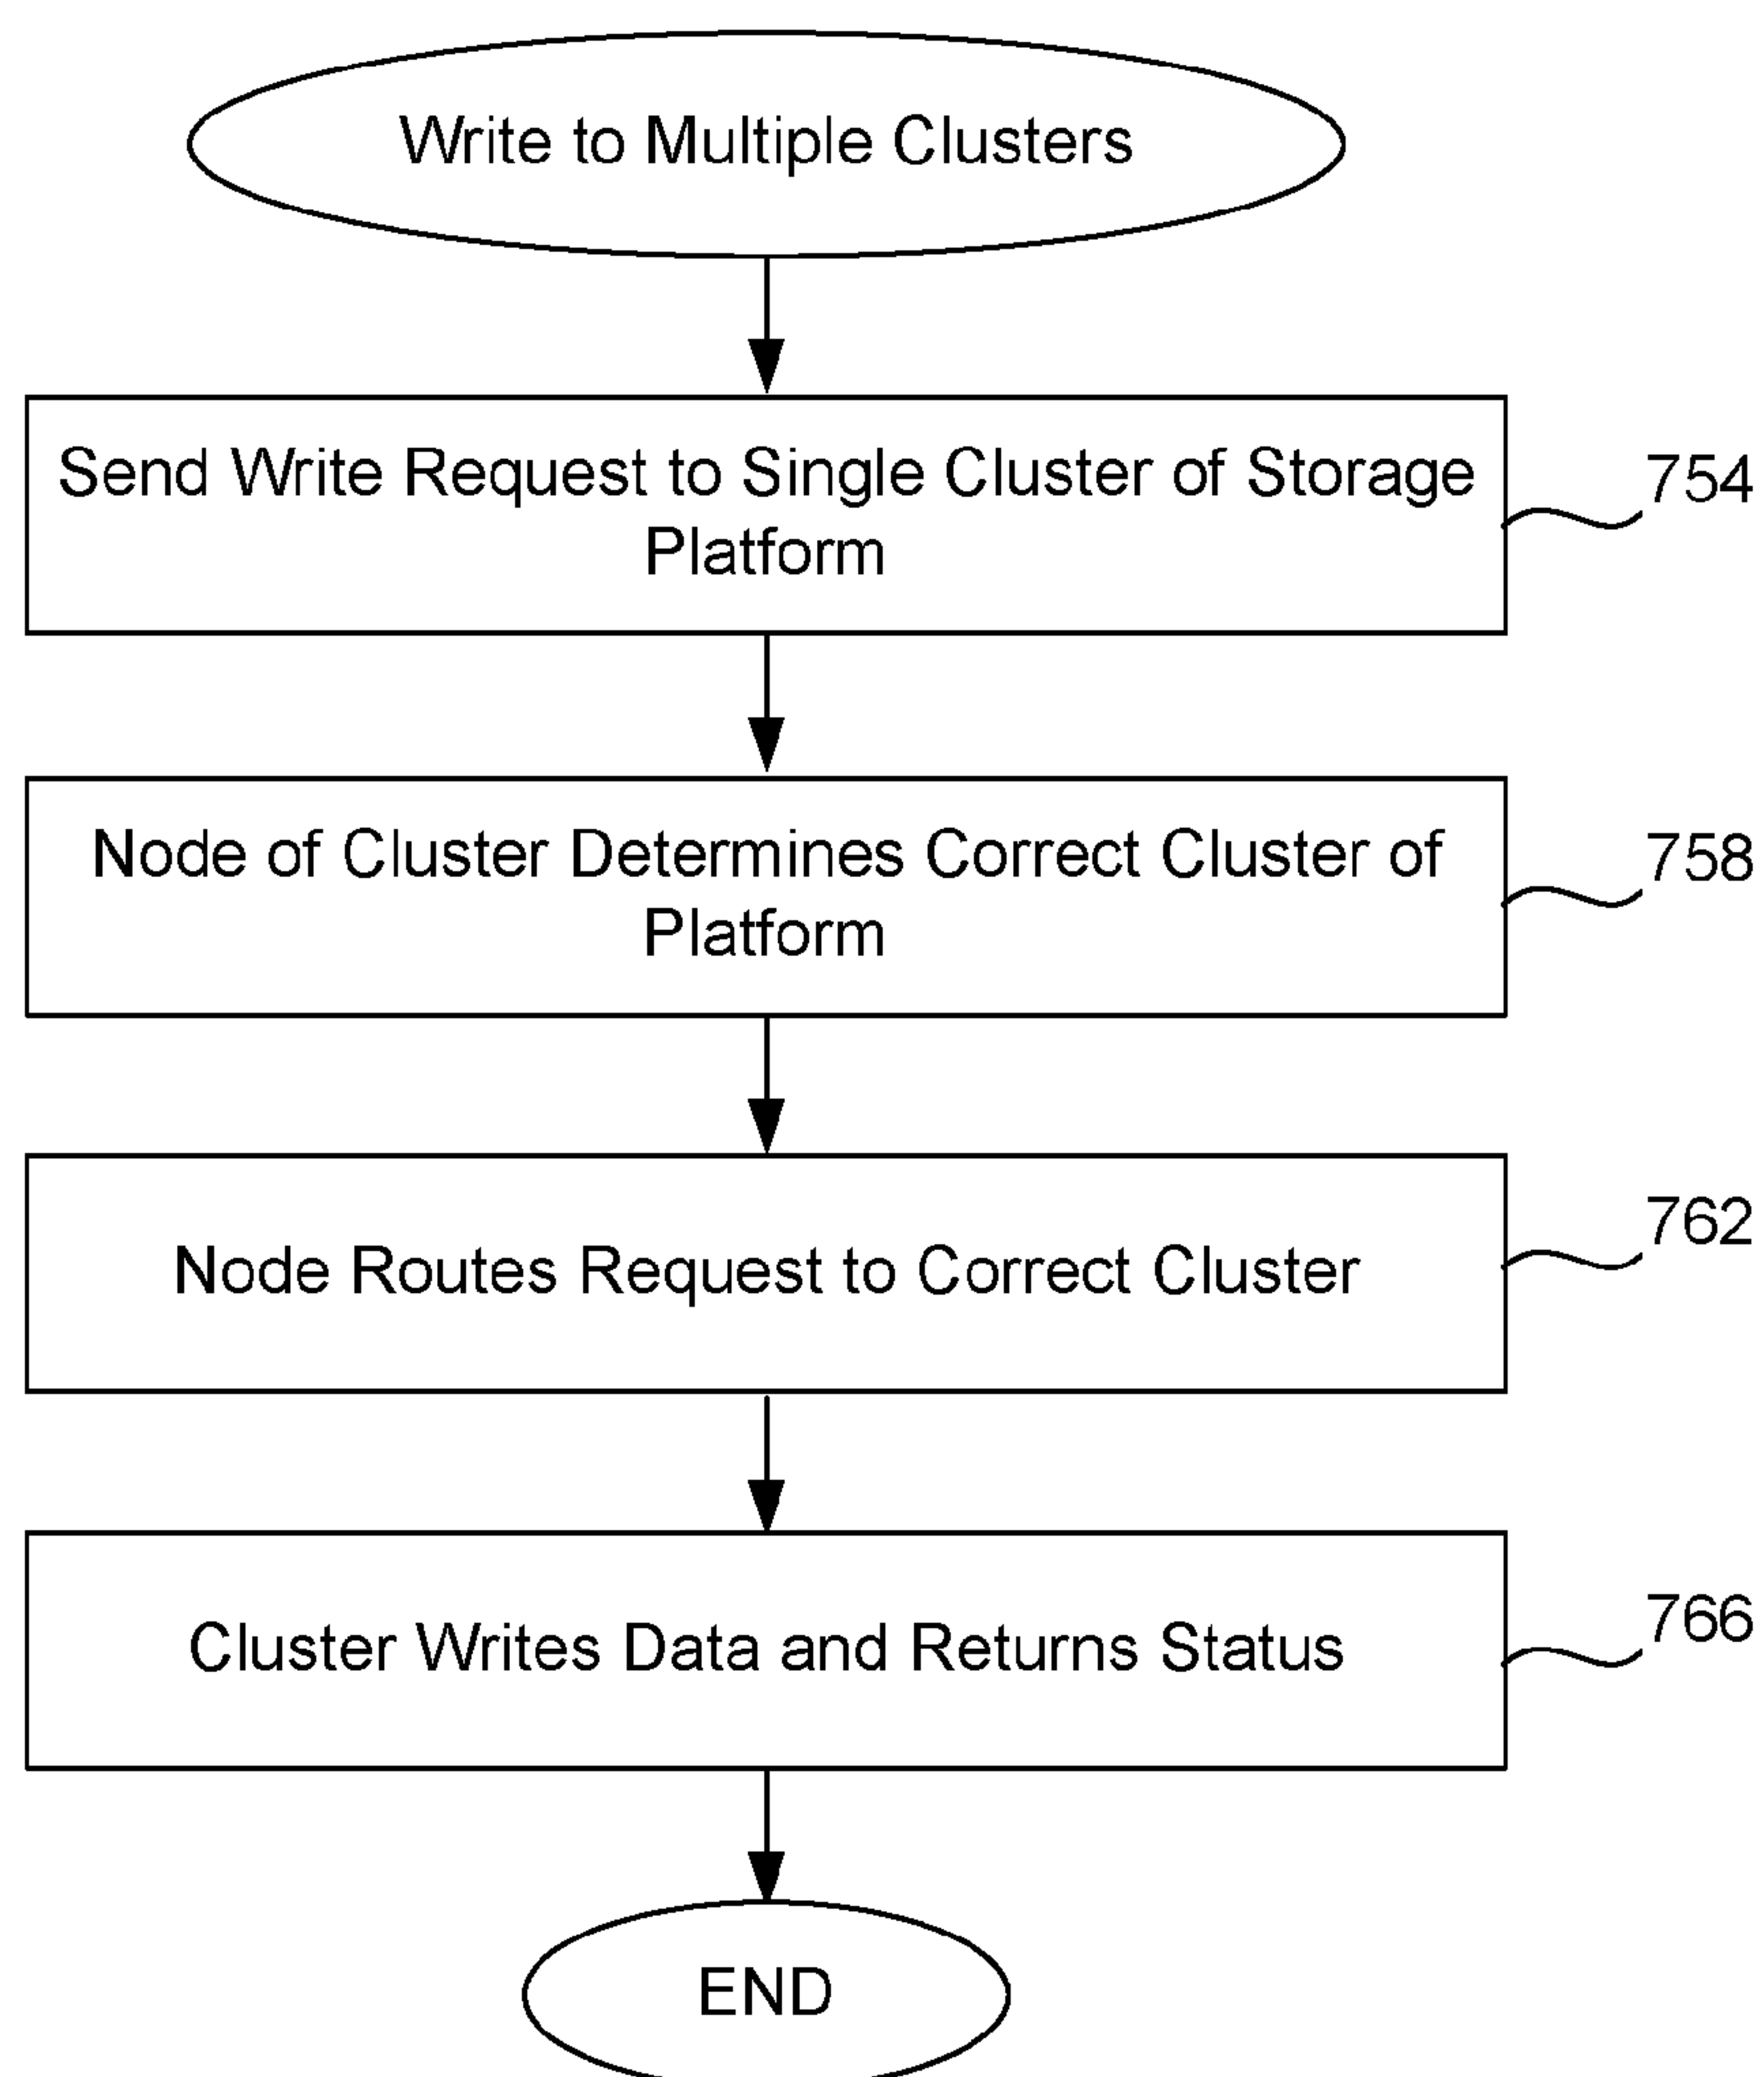 Write to Multiple Clusters
Send Write Request to Single Cluster of Storage
Platform
754
Node of Cluster Determines Correct Cluster of
Platform
758
Node Routes Request to Correct Cluster
762
Cluster Writes Data and Returns Status
766
END